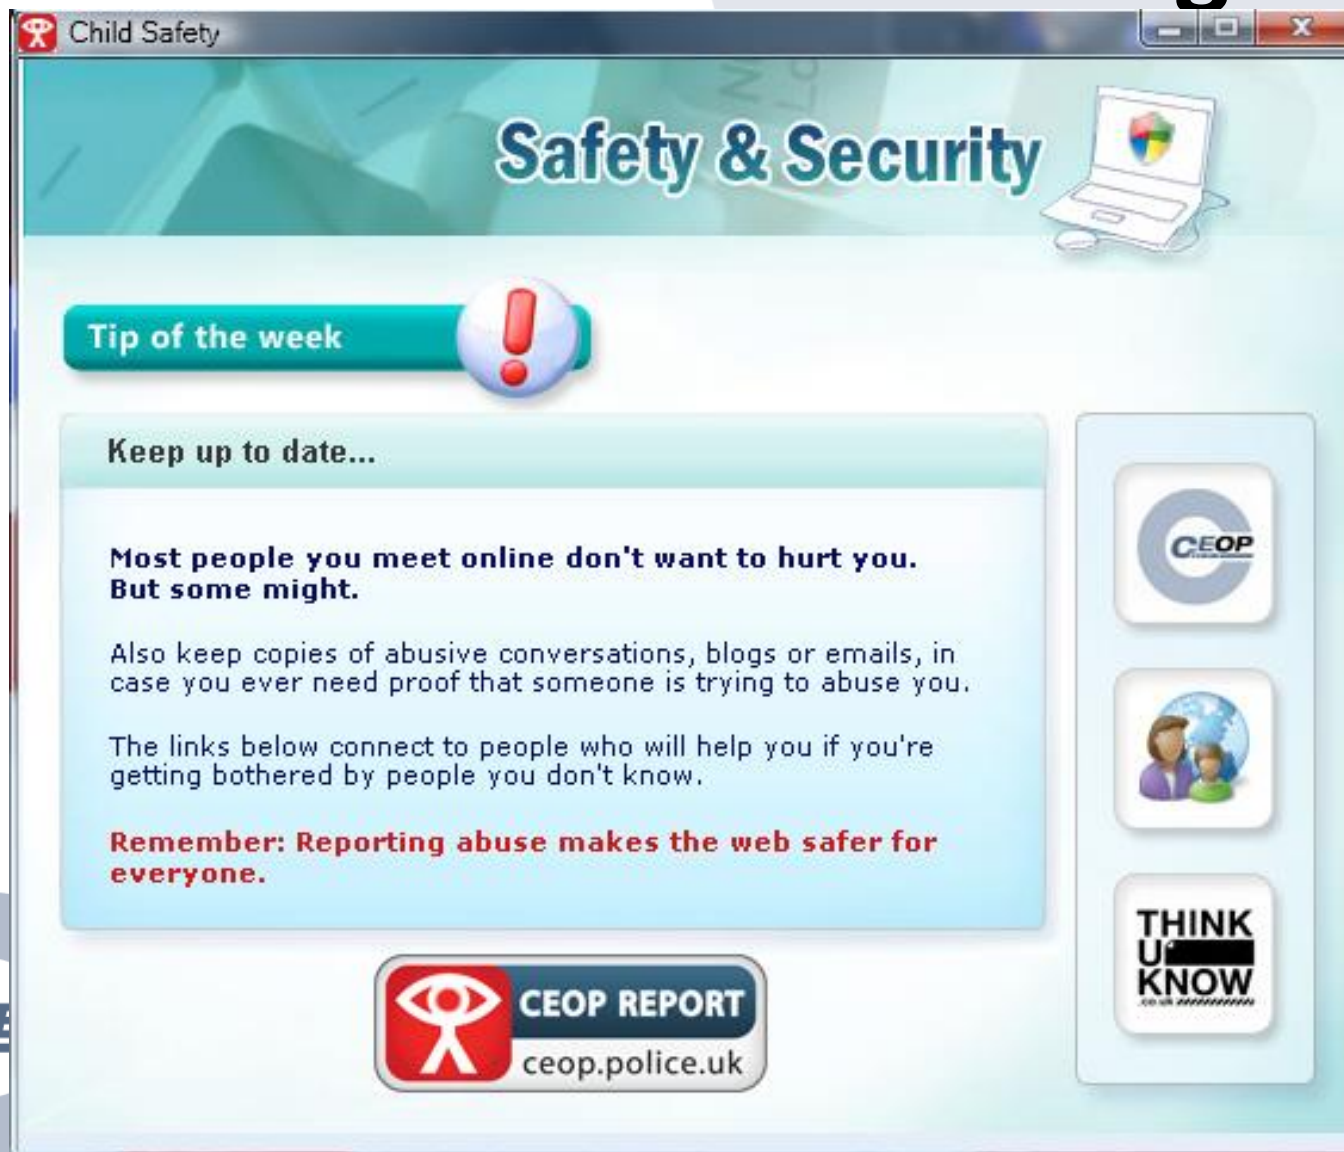 g
Child Safety
Safety & Security
Tip of the week
Keep up to date...
Most people you meet online don't want to hurt you.
But some might.
Also keep copies of abusive conversations, blogs or emails, in
case you ever need proof that someone is trying to abuse you.
The links below connect to people who will help you if you're
getting bothered by people you don't know.
Remember: Reporting abuse makes the web safer for
everyone.
CEOP
THINK
U
KNOW
.co.uk
CEOP REPORT
ceop.police.uk